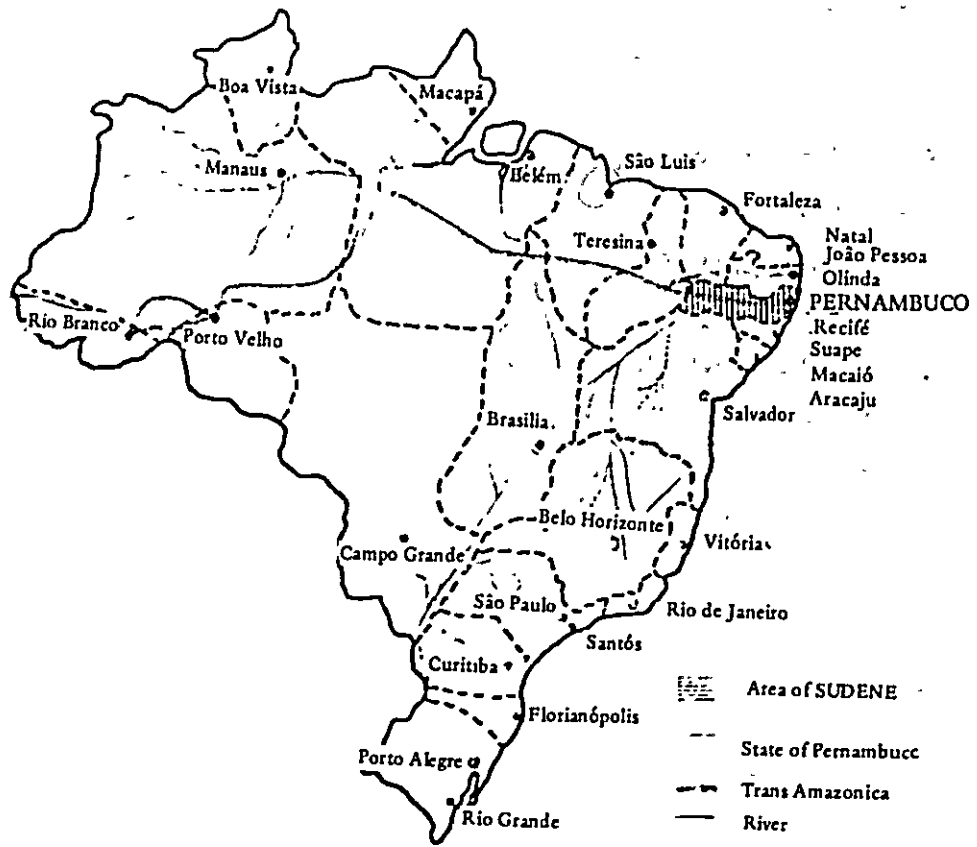 Boa Vista
Macapá
Manaus
Belém
São Luis
Fortaleza
Teresina
Natal
João Pessoa
Olinda
PERNAMBUCO
Recifé
Suape
Macaió
Aracaju
Salvador
Rio Branco
Porto Velho
Brasilia
Belo Horizonte
Vitória
Campo Grande
São Paulo
Rio de Janeiro
Santós
Curitiba
Florianópolis
Porto Alegre
Rio Grande
Area of SUDENE
State of Pernambucc
Trans Amazonica
River